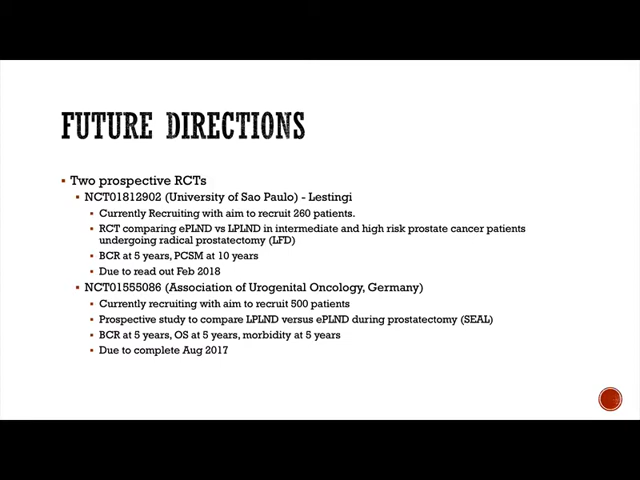 FUTURE DIRECTIONS
Two prospective RCTs
NCT01812902 (University of Sao Paulo) - Lestingi
Currently Recruiting with aim to recruit 260 patients.
RCT comparing ePLND vs LPLND in intermediate and high risk prostate cancer patients
undergoing radical prostatectomy (LFD)
BCR at 5 years, PCSM at 10 years
Due to read out Feb 2018
NCT01555086 (Association of Urogenital Oncology, Germany)
Currently recruiting with aim to recruit 500 patients
Prospective study to compare LPLND versus ePLND during prostatectomy (SEAL)
BCR at 5 years, OS at 5 years, morbidity at 5 years
Due to complete Aug 2017